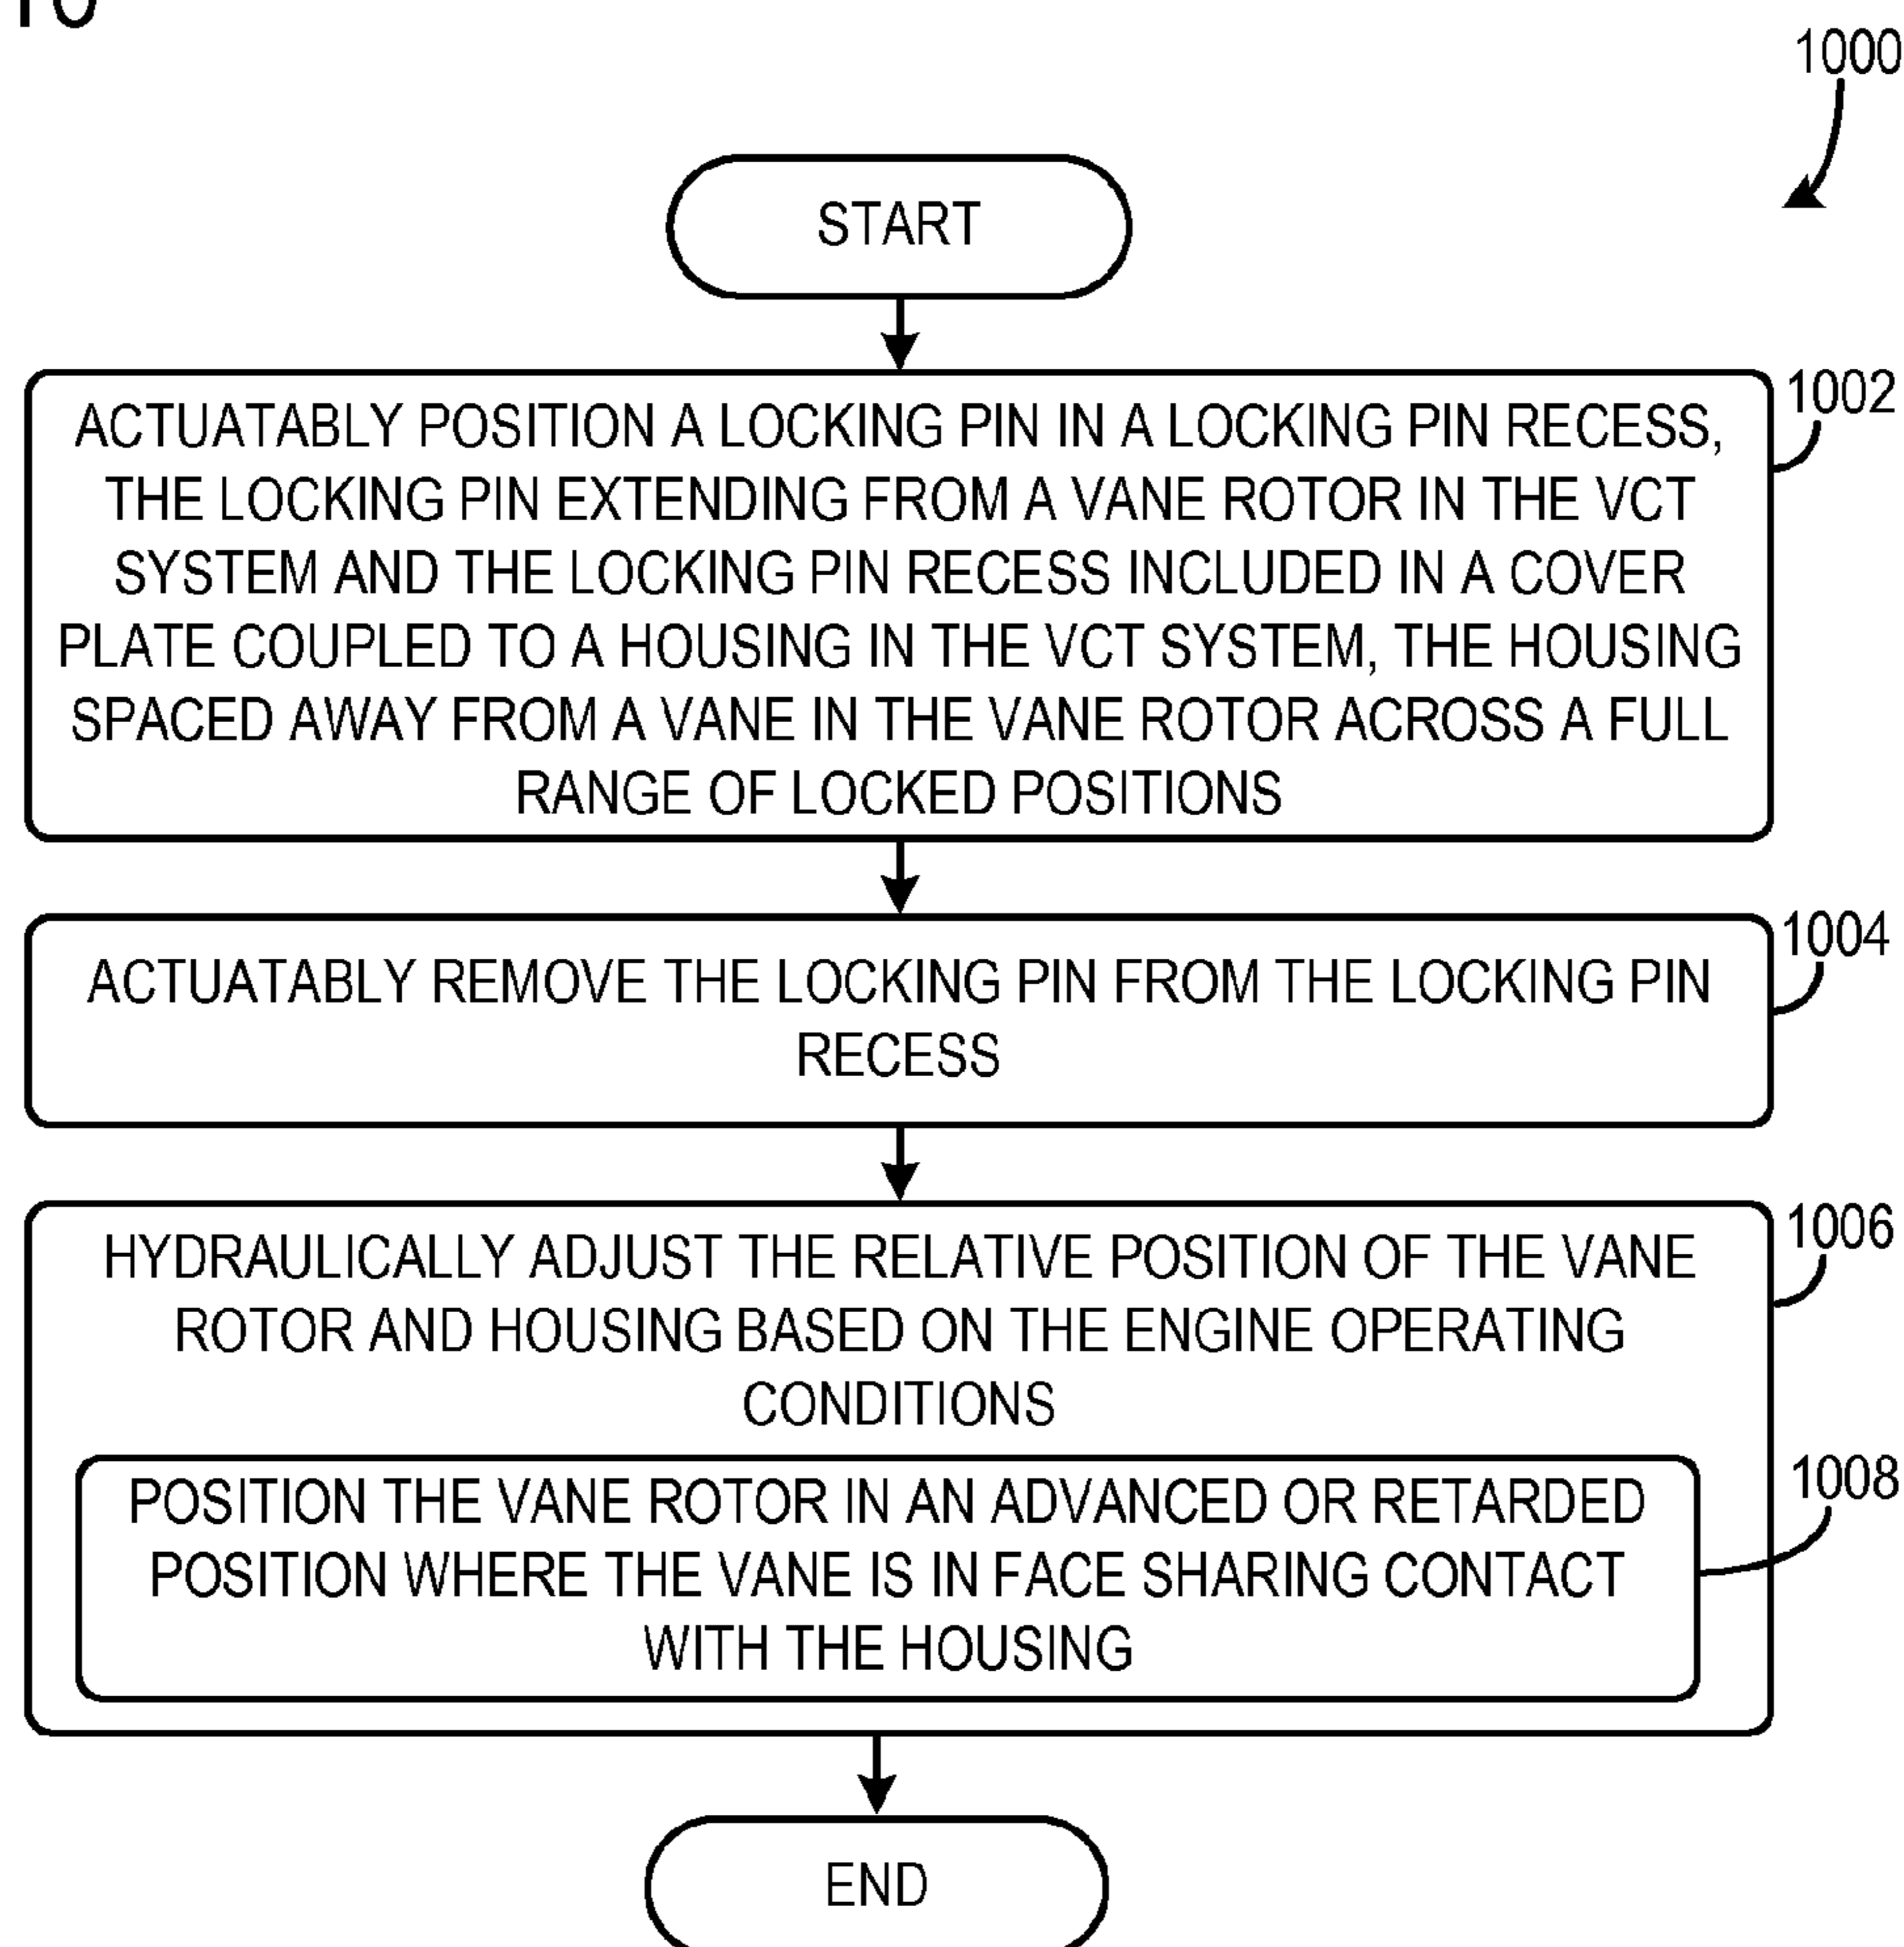 10
1000
START
1002
ACTUATABLY POSITION A LOCKING PIN IN A LOCKING PIN RECESS,
THE LOCKING PIN EXTENDING FROM A VANE ROTOR IN THE VCT
SYSTEM AND THE LOCKING PIN RECESS INCLUDED IN A COVER
PLATE COUPLED TO A HOUSING IN THE VCT SYSTEM, THE HOUSING
SPACED AWAY FROM A VANE IN THE VANE ROTOR ACROSS A FULL
RANGE OF LOCKED POSITIONS
1004
ACTUATABLY REMOVE THE LOCKING PIN FROM THE LOCKING PIN
RECESS
1006
HYDRAULICALLY ADJUST THE RELATIVE POSITION OF THE VANE
ROTOR AND HOUSING BASED ON THE ENGINE OPERATING
CONDITIONS
1008
POSITION THE VANE ROTOR IN AN ADVANCED OR RETARDED
POSITION WHERE THE VANE IS IN FACE SHARING CONTACT
WITH THE HOUSING
END